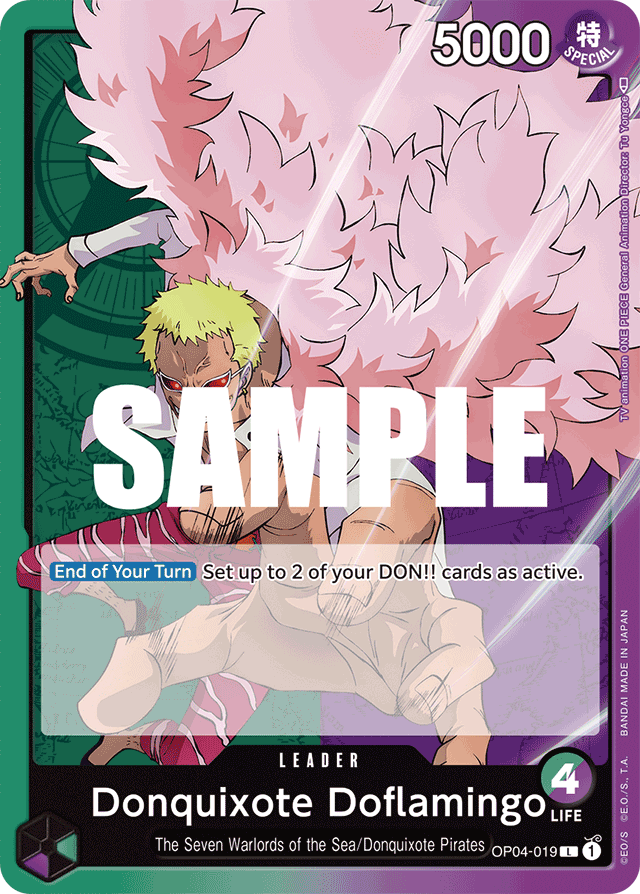 5000
特
SPECIAL
TV animation ONE PIECE General Animation Director: Tu Yongce
SAMPLE
End of Your Turn Set up to 2 of your DON!! cards as active.
BANDAI MADE IN JAPAN
©E/S ©E.O./S., T.A.
LEADER
4
LIFE
Donquixote Doflamingo
The Seven Warlords of the Sea/Donquixote Pirates
OP04-019 L 1